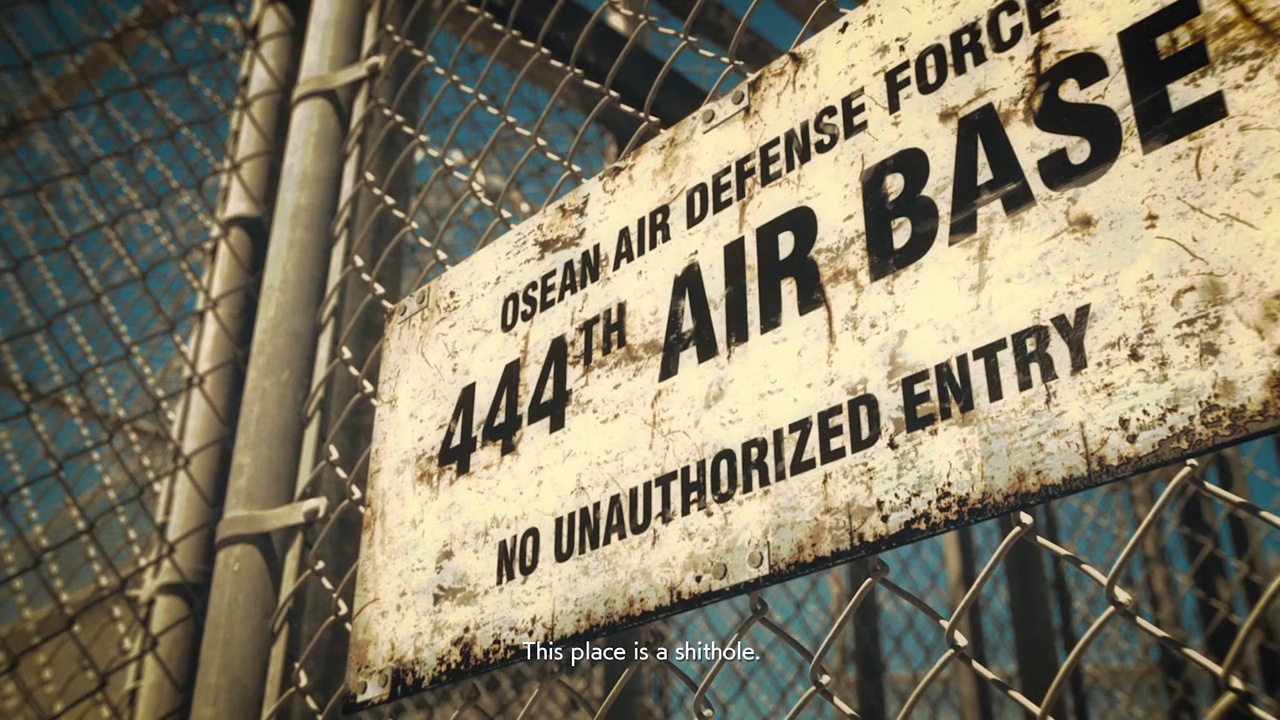 OSEAN AIR DEFENSE FORCE
444TH AIR BASE
NO UNAUTHORIZED ENTRY
This place is a shithole.